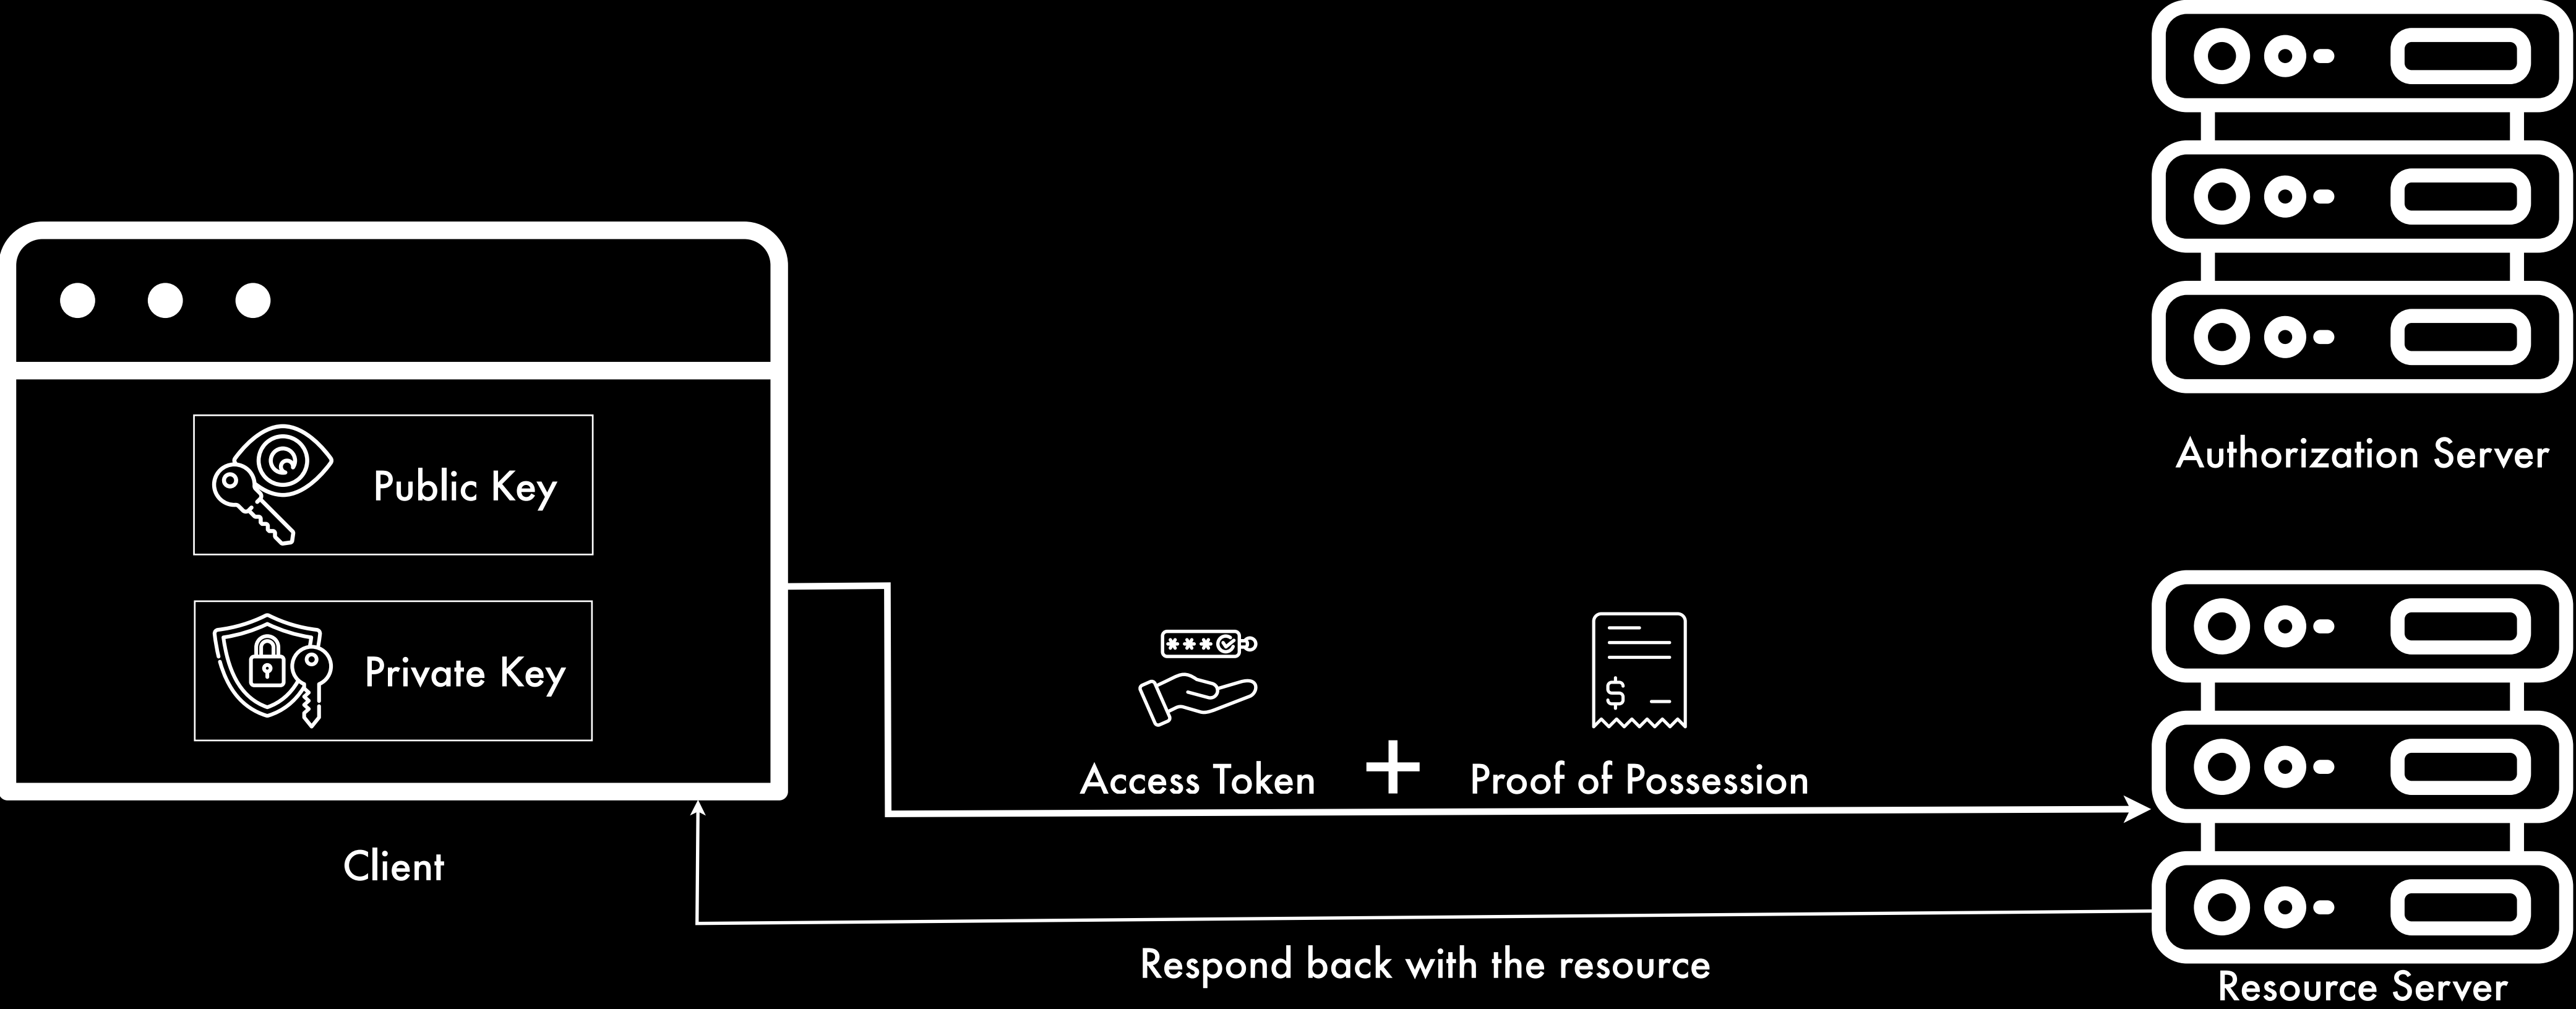 Authorization Server
Public Key
Private Key
* * *
$
Access Token + Proof of Possession
Client
Respond back with the resource
Resource Server